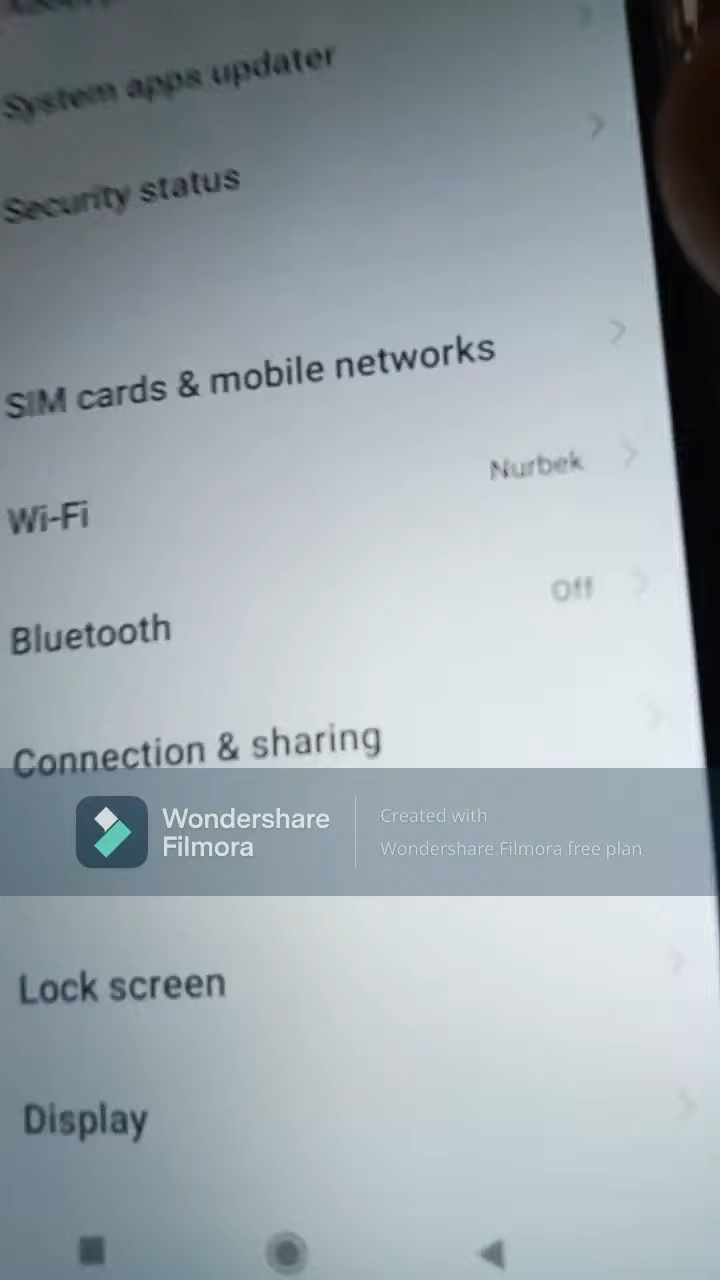 System apps updater
Security status
SIM cards & mobile networks
Nurbek
Wi-Fi
Off
Bluetooth
Connection & sharing
Wondershare
Filmora
Created with
Wondershare Filmora free plan
Lock screen
Display